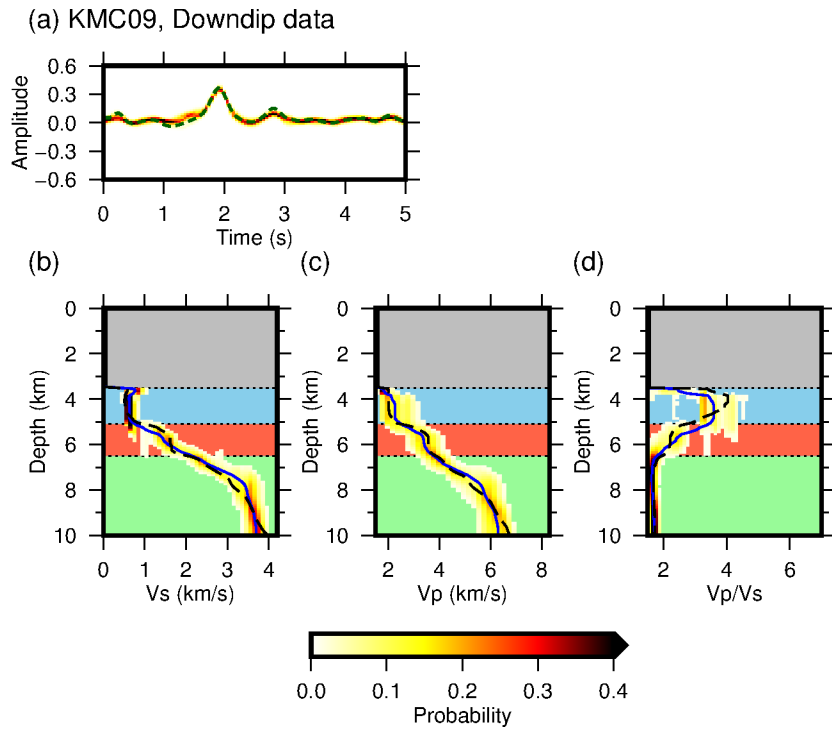 (a) KMC09, Downdip data
0.6
0.3
0.0
−0.3
−0.6
Amplitude
0 1 2 3 4 5
Time (s)
(b) (c) (d)
0 0 0
2 2 2
4 4 4
6 6 6
8 8 8
10 10 10
Depth (km) Depth (km) Depth (km)
0 1 2 3 4 2 4 6 8 2 4 6
Vs (km/s) Vp (km/s) Vp/Vs
0.0 0.1 0.2 0.3 0.4
Probability